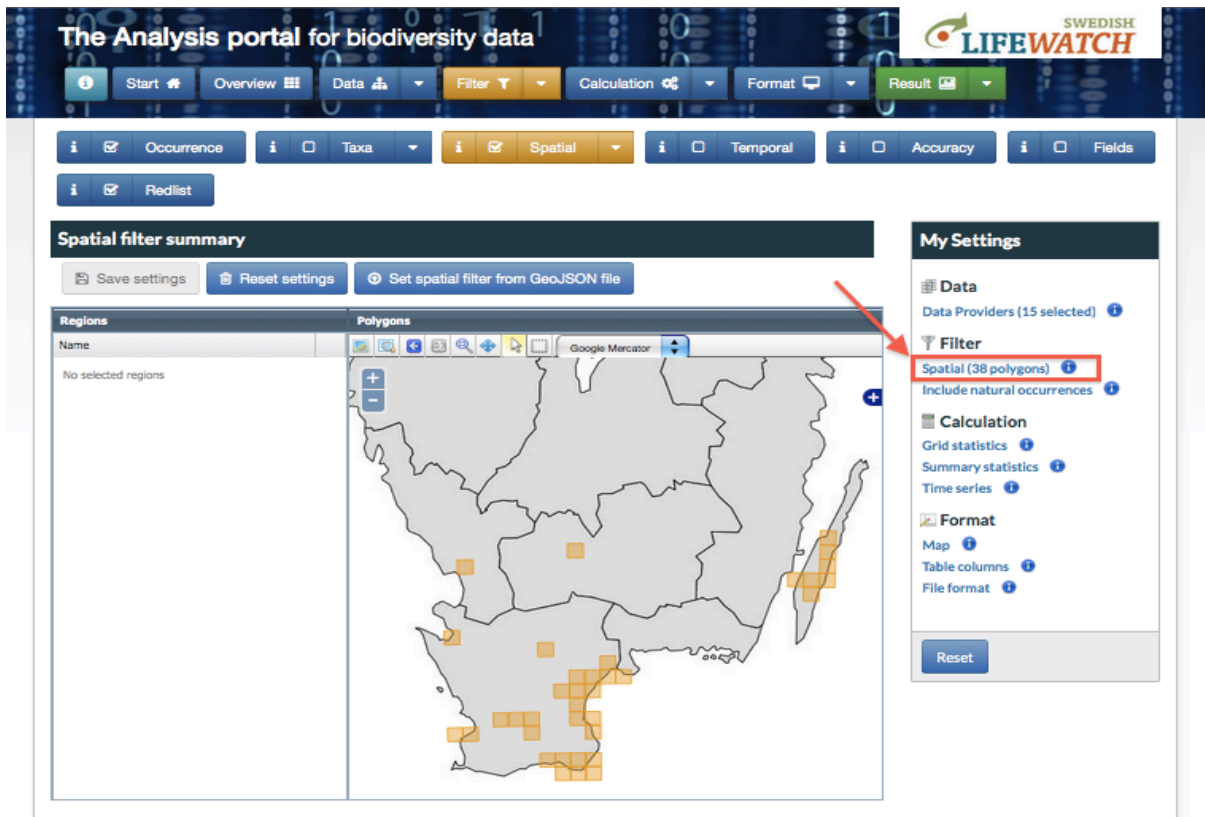 The Analysis portal for biodiversity data
SWEDISH
LIFEWATCH
Start Overview Data Filter Calculation Format Result
Occurrence Taxa Spatial Temporal Accuracy Fields
Redlist
Spatial filter summary
Save settings Reset settings Set spatial filter from GeoJSON file
Regions Polygons
Name Google Mercator
No selected regions
My Settings
Data
Data Providers (15 selected)
Filter
Spatial (38 polygons)
Include natural occurrences
Calculation
Grid statistics
Summary statistics
Time series
Format
Map
Table columns
File format
Reset